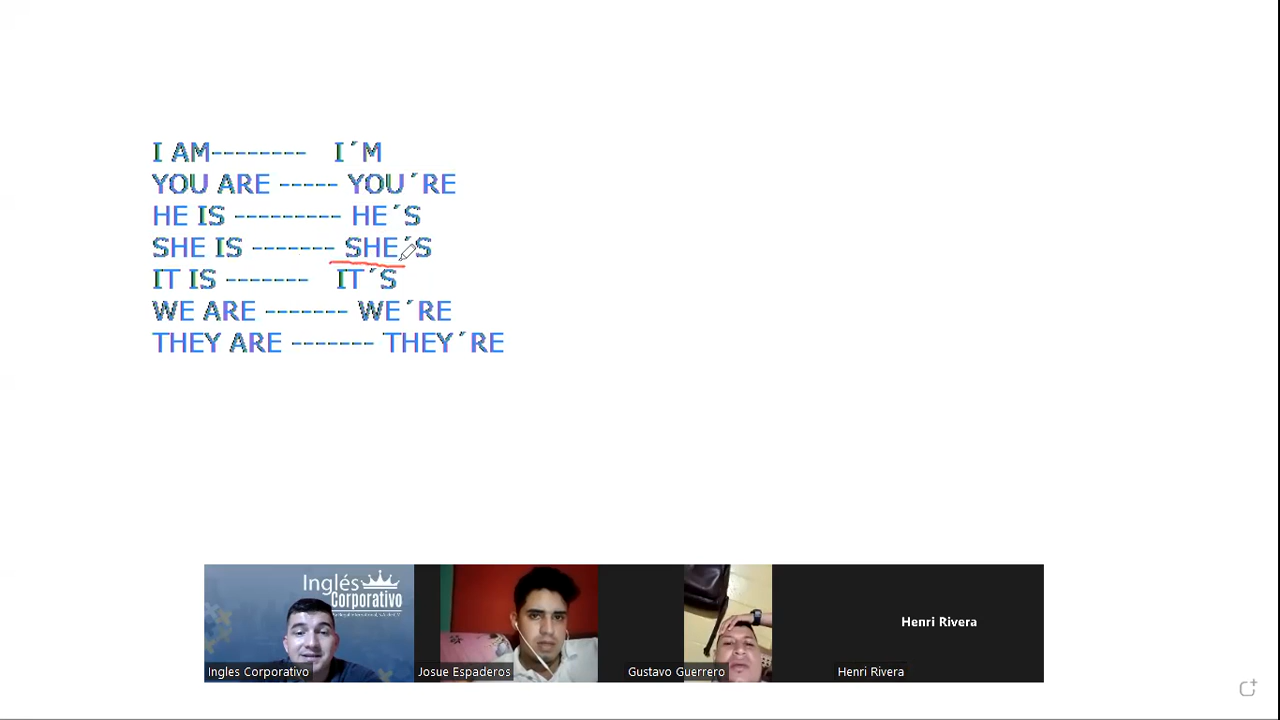 I AM-------- I´M
YOU ARE ----- YOU´RE
HE IS --------- HE´S
SHE IS ------- SHE´S
IT IS ------- IT´S
WE ARE ------- WE´RE
THEY ARE ------- THEY´RE
Inglés
Corporativo
Henri Rivera
Ingles Corporativo
Josue Espaderos
Gustavo Guerrero
Henri Rivera